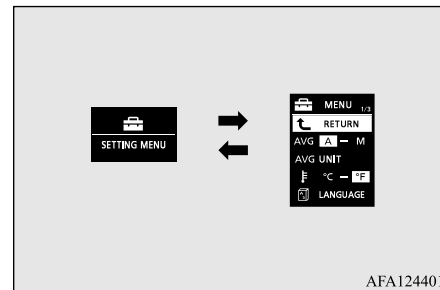 SETTING MENU
MENU 1/3
RETURN
AVG A – M
AVG UNIT
°C – °F
LANGUAGE
AFA124401